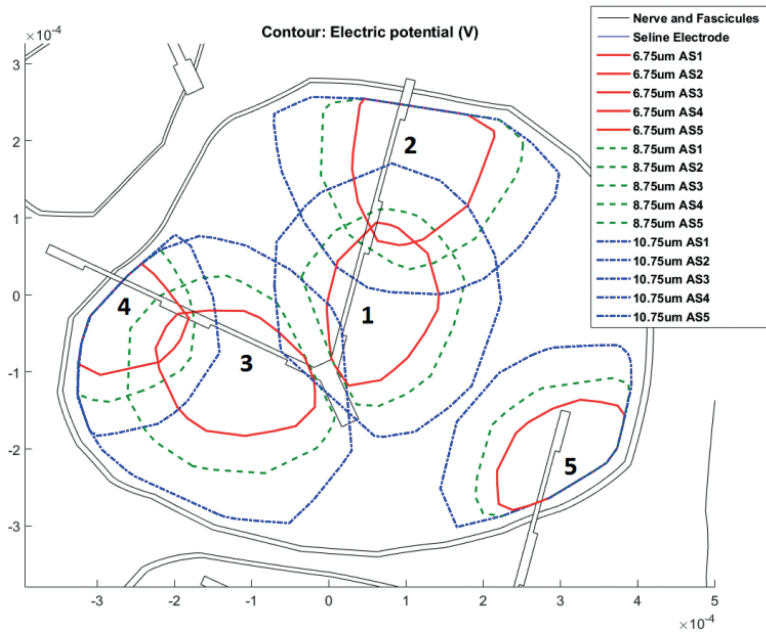 ×10⁻⁴
Contour: Electric potential (V)
Nerve and Fascicules
Seline Electrode
6.75um AS1
6.75um AS2
6.75um AS3
6.75um AS4
6.75um AS5
8.75um AS1
8.75um AS2
8.75um AS3
8.75um AS4
8.75um AS5
10.75um AS1
10.75um AS2
10.75um AS3
10.75um AS4
10.75um AS5
3
2
1
0
-1
-2
-3
2
1
4
3
5
-3
-2
-1
0
1
2
3
4
5
×10⁻⁴